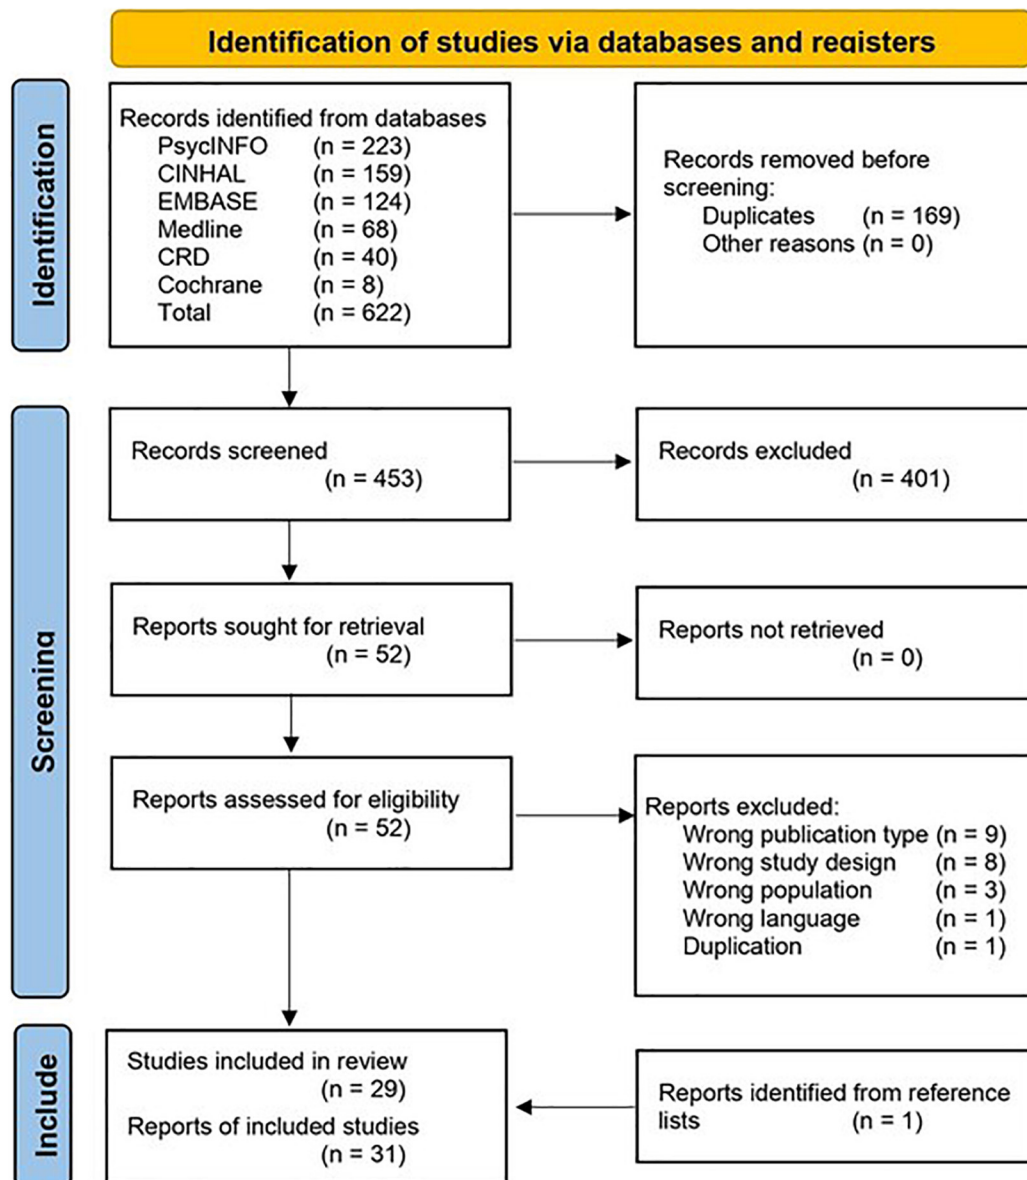 Identification of studies via databases and registers
Identification
Records identified from databases
PsycINFO (n = 223)
CINHAL (n = 159)
EMBASE (n = 124)
Medline (n = 68)
CRD (n = 40)
Cochrane (n = 8)
Total (n = 622)
Records removed before
screening:
Duplicates (n = 169)
Other reasons (n = 0)
Screening
Records screened
(n = 453)
Records excluded
(n = 401)
Reports sought for retrieval
(n = 52)
Reports not retrieved
(n = 0)
Reports assessed for eligibility
(n = 52)
Reports excluded:
Wrong publication type (n = 9)
Wrong study design (n = 8)
Wrong population (n = 3)
Wrong language (n = 1)
Duplication (n = 1)
Include
Studies included in review
(n = 29)
Reports of included studies
(n = 31)
Reports identified from reference
lists (n = 1)